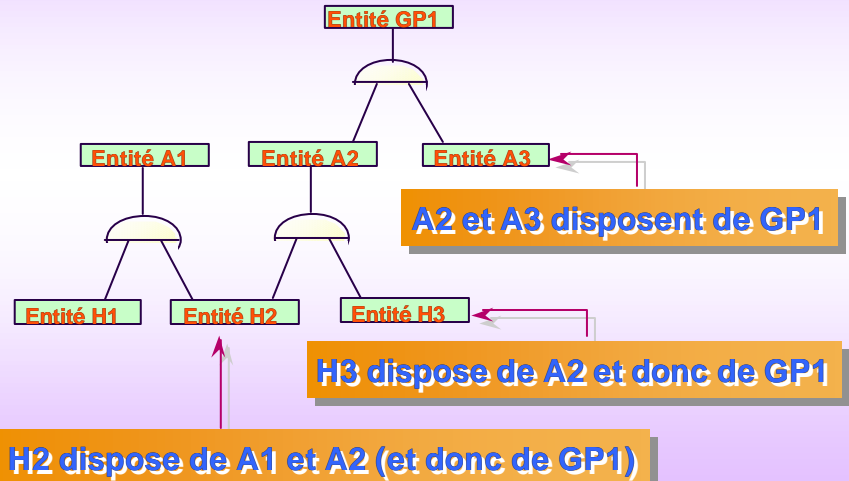 Entité GP1
Entité A1
Entité A2
Entité A3
A2 et A3 disposent de GP1
Entité H1
Entité H2
Entité H3
H3 dispose de A2 et donc de GP1
H2 dispose de A1 et A2 (et donc de GP1)